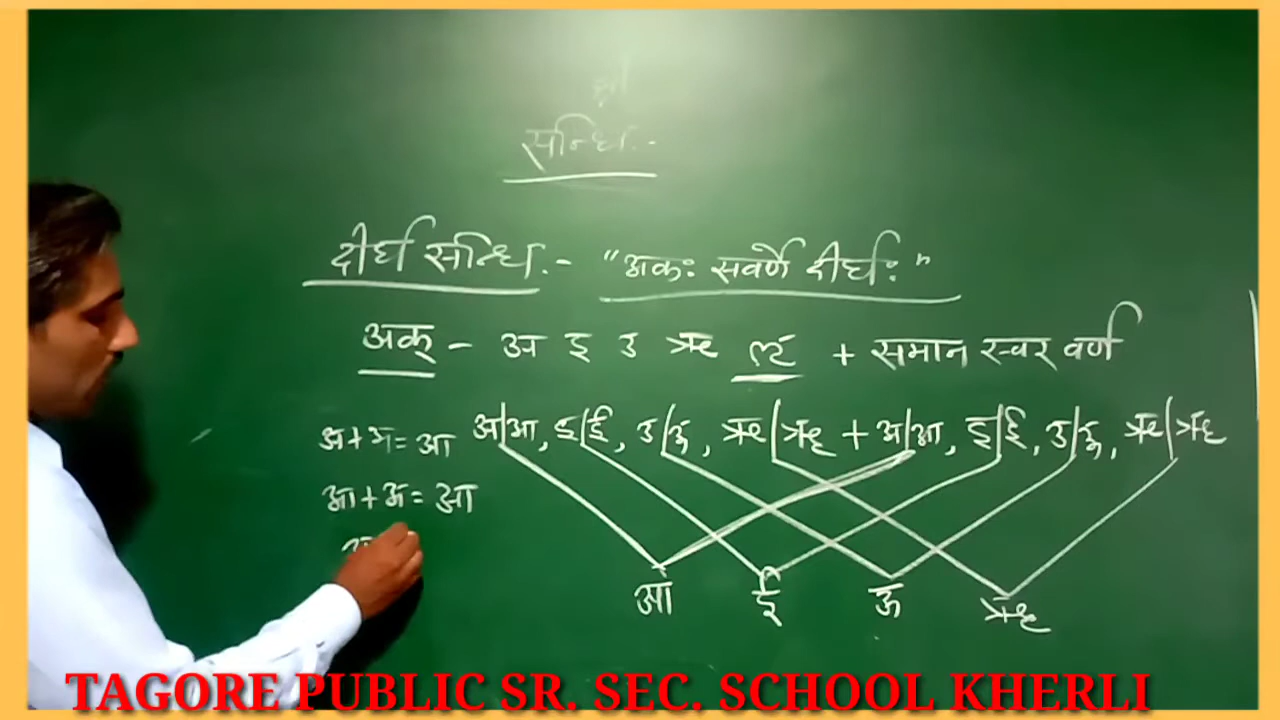 सन्धि:-
दीर्घ सन्धि:- "अक: सवर्णे दीर्घ:"
अक् - अ इ उ ऋ लृ + समान स्वर वर्ण
अ|आ, इ|ई, उ|ऊ, ऋ|ॠ + अ|आ, इ|ई, उ|ऊ, ऋ|ॠ
अ+अ=आ
आ+अ=आ
आ ई ऊ ॠ
TAGORE PUBLIC SR. SEC. SCHOOL KHERLI